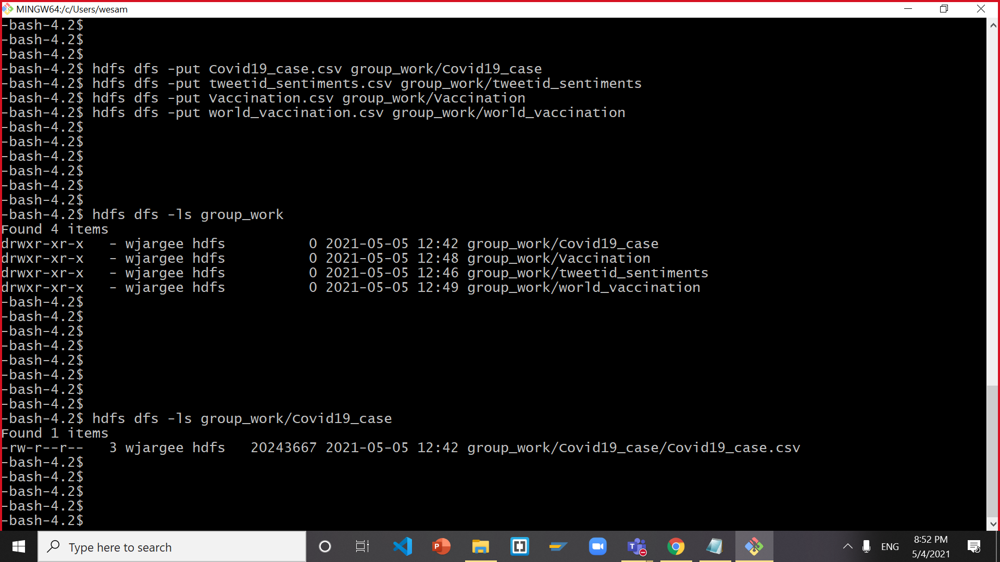 MINGW64:/c/Users/wesam
-bash-4.2$
-bash-4.2$
-bash-4.2$
-bash-4.2$ hdfs dfs -put Covid19_case.csv group_work/Covid19_case
-bash-4.2$ hdfs dfs -put tweetid_sentiments.csv group_work/tweetid_sentiments
-bash-4.2$ hdfs dfs -put Vaccination.csv group_work/Vaccination
-bash-4.2$ hdfs dfs -put world_vaccination.csv group_work/world_vaccination
-bash-4.2$
-bash-4.2$
-bash-4.2$
-bash-4.2$
-bash-4.2$
-bash-4.2$
-bash-4.2$ hdfs dfs -ls group_work
Found 4 items
drwxr-xr-x   - wjargee hdfs          0 2021-05-05 12:42 group_work/Covid19_case
drwxr-xr-x   - wjargee hdfs          0 2021-05-05 12:48 group_work/Vaccination
drwxr-xr-x   - wjargee hdfs          0 2021-05-05 12:46 group_work/tweetid_sentiments
drwxr-xr-x   - wjargee hdfs          0 2021-05-05 12:49 group_work/world_vaccination
-bash-4.2$
-bash-4.2$
-bash-4.2$
-bash-4.2$
-bash-4.2$
-bash-4.2$
-bash-4.2$
-bash-4.2$
-bash-4.2$ hdfs dfs -ls group_work/Covid19_case
Found 1 items
-rw-r--r--   3 wjargee hdfs   20243667 2021-05-05 12:42 group_work/Covid19_case/Covid19_case.csv
-bash-4.2$
-bash-4.2$
-bash-4.2$
-bash-4.2$
-bash-4.2$
Type here to search
ENG
8:52 PM
5/4/2021